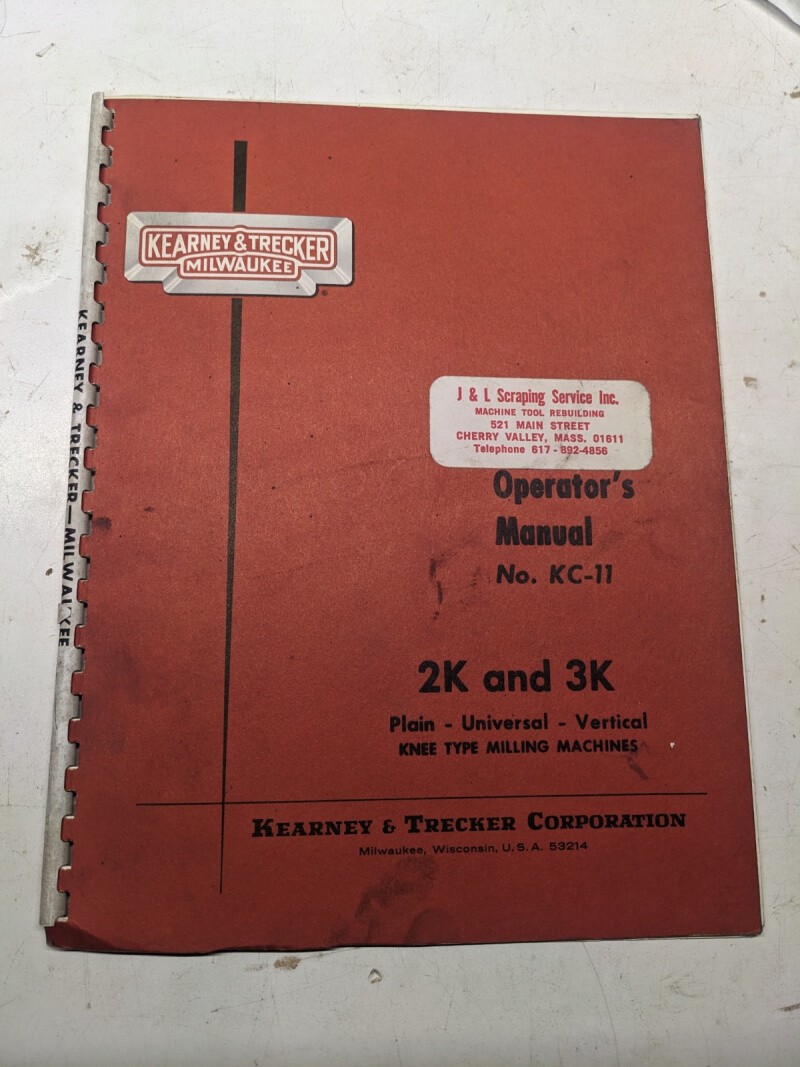 KEARNEY & TRECKER
MILWAUKEE
KEARNEY & TRECKER—MILWAUKEE
J & L Scraping Service Inc.
MACHINE TOOL REBUILDING
521 MAIN STREET
CHERRY VALLEY, MASS. 01611
Telephone 617-892-4856
Operator's
Manual
No. KC-11
2K and 3K
Plain - Universal - Vertical
KNEE TYPE MILLING MACHINES
KEARNEY & TRECKER CORPORATION
Milwaukee, Wisconsin, U.S.A. 53214